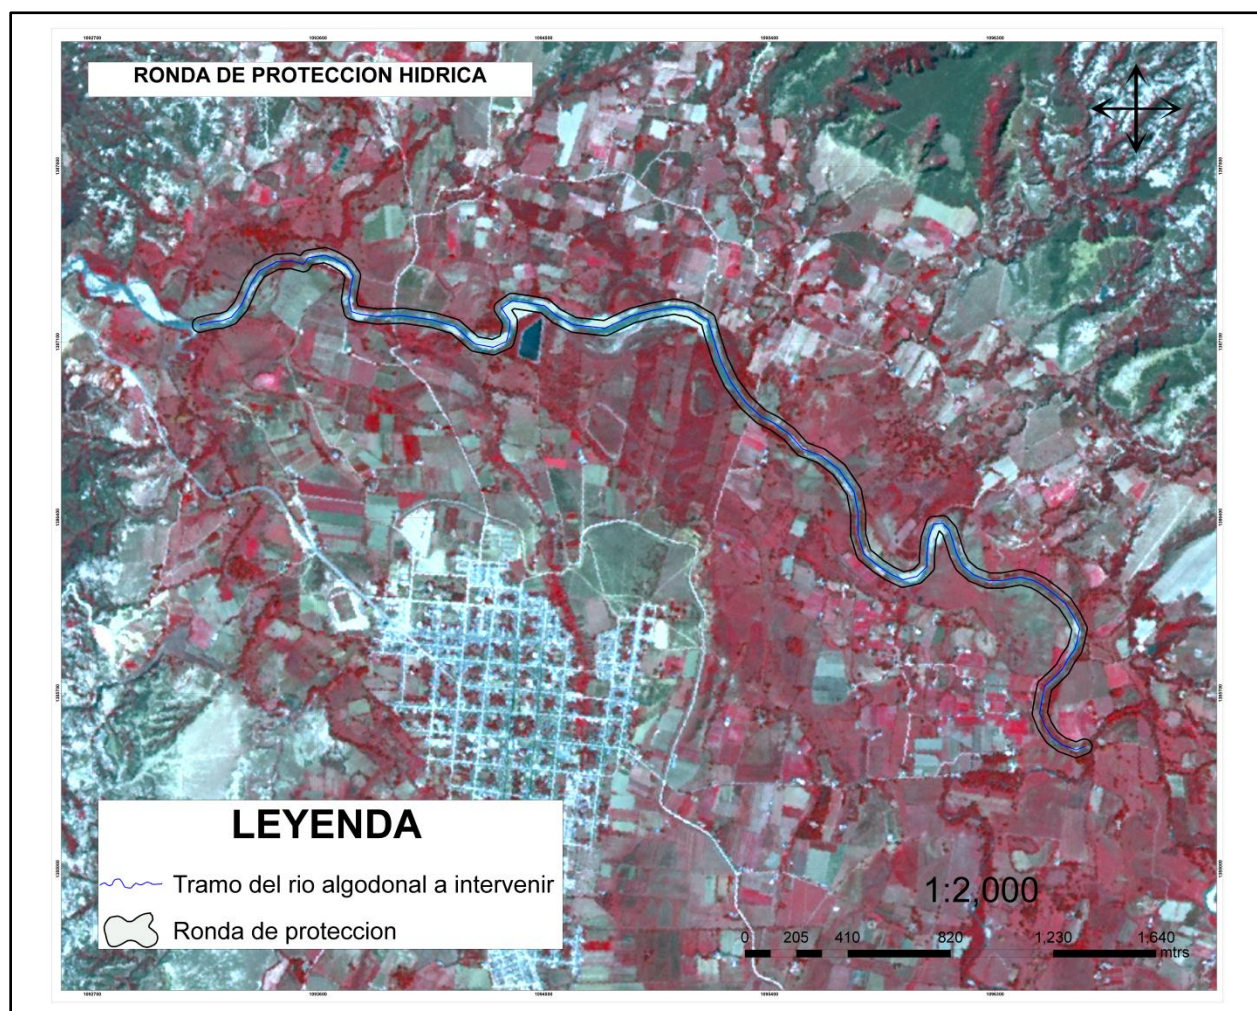 RONDA DE PROTECCION HIDRICA
LEYENDA
Tramo del rio algodonal a intervenir
Ronda de proteccion
1:2,000
0 205 410 820 1,230 1,640
mtrs